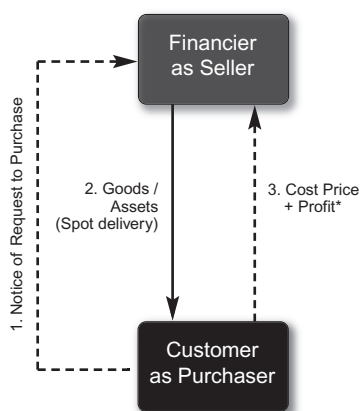 Financier
as Seller
1. Notice of Request to Purchase
2. Goods /
Assets
(Spot delivery)
3. Cost Price
+ Profit*
Customer
as Purchaser